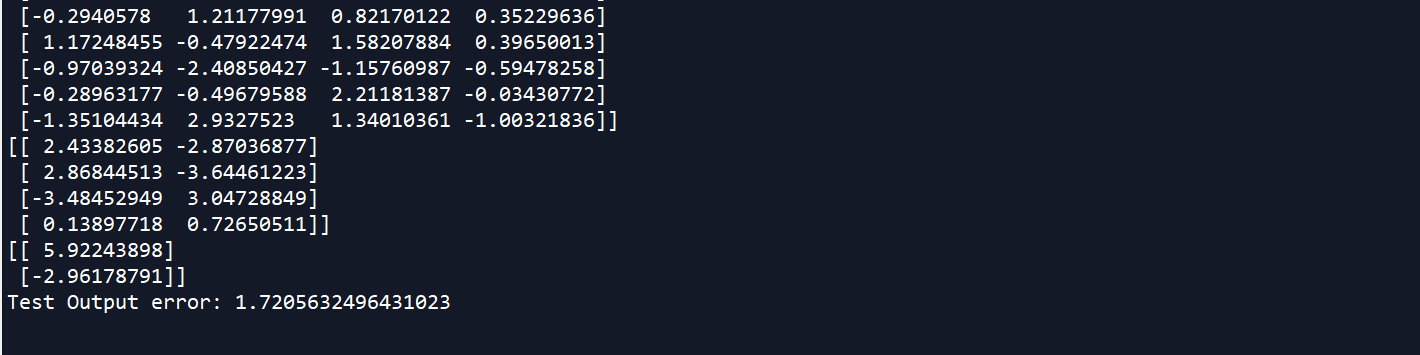 [-0.2940578   1.21177991  0.82170122  0.35229636]
[ 1.17248455 -0.47922474  1.58207884  0.39650013]
[-0.97039324 -2.40850427 -1.15760987 -0.59478258]
[-0.28963177 -0.49679588  2.21181387 -0.03430772]
[-1.35104434  2.9327523   1.34010361 -1.00321836]]
[[ 2.43382605 -2.87036877]
[ 2.86844513 -3.64461223]
[-3.48452949  3.04728849]
[ 0.13897718  0.72650511]]
[[ 5.92243898]
[-2.96178791]]
Test Output error: 1.7205632496431023